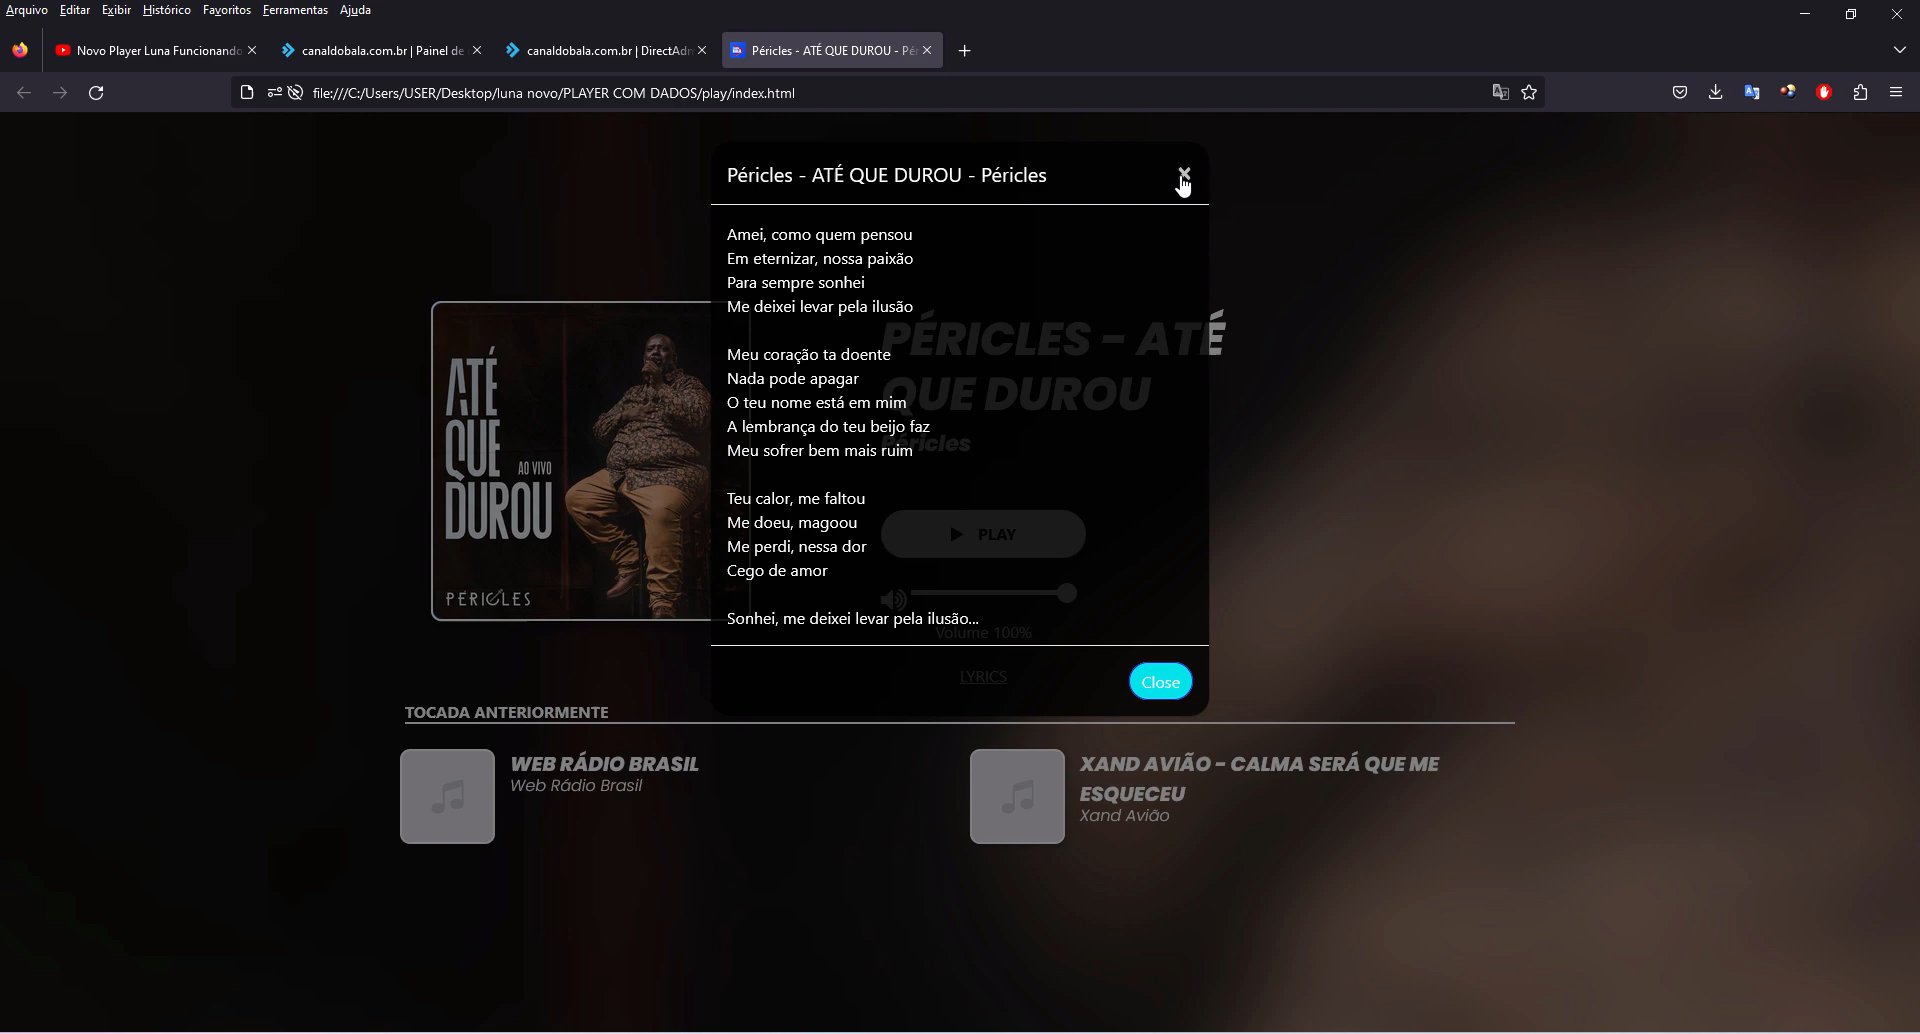 Arquivo Editar Exibir Histórico Favoritos Ferramentas Ajuda
Novo Player Luna Funcionando
canaldobala.com.br | Painel de
canaldobala.com.br | DirectAdm
Péricles - ATÉ QUE DUROU - Pé
file:///C:/Users/USER/Desktop/luna novo/PLAYER COM DADOS/play/index.html
Péricles - ATÉ QUE DUROU - Péricles
Amei, como quem pensou
Em eternizar, nossa paixão
Para sempre sonhei
Me deixei levar pela ilusão
Meu coração ta doente
Nada pode apagar
O teu nome está em mim
A lembrança do teu beijo faz
Meu sofrer bem mais ruim
Teu calor, me faltou
Me doeu, magoou
Me perdi, nessa dor
Cego de amor
Sonhei, me deixei levar pela ilusão...
Close
ATÉ
QUE
AO VIVO
DUROU
PÉRICLES
PÉRICLES - ATÉ
QUE DUROU
Péricles
PLAY
Volume 100%
LYRICS
TOCADA ANTERIORMENTE
WEB RÁDIO BRASIL
Web Rádio Brasil
XAND AVIÃO - CALMA SERÁ QUE ME
ESQUECEU
Xand Avião